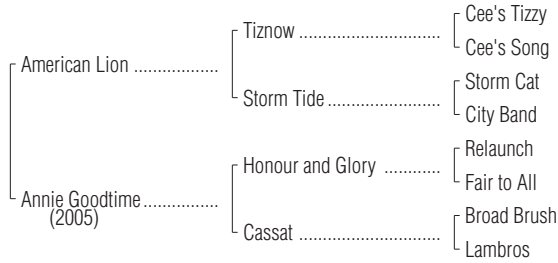 Cee's Tizzy
Tiznow ....................................
Cee's Song
American Lion ..................
Storm Cat
Storm Tide ............................
City Band
Relaunch
Honour and Glory ............
Fair to All
Annie Goodtime ................
(2005)
Broad Brush
Cassat ....................................
Lambros